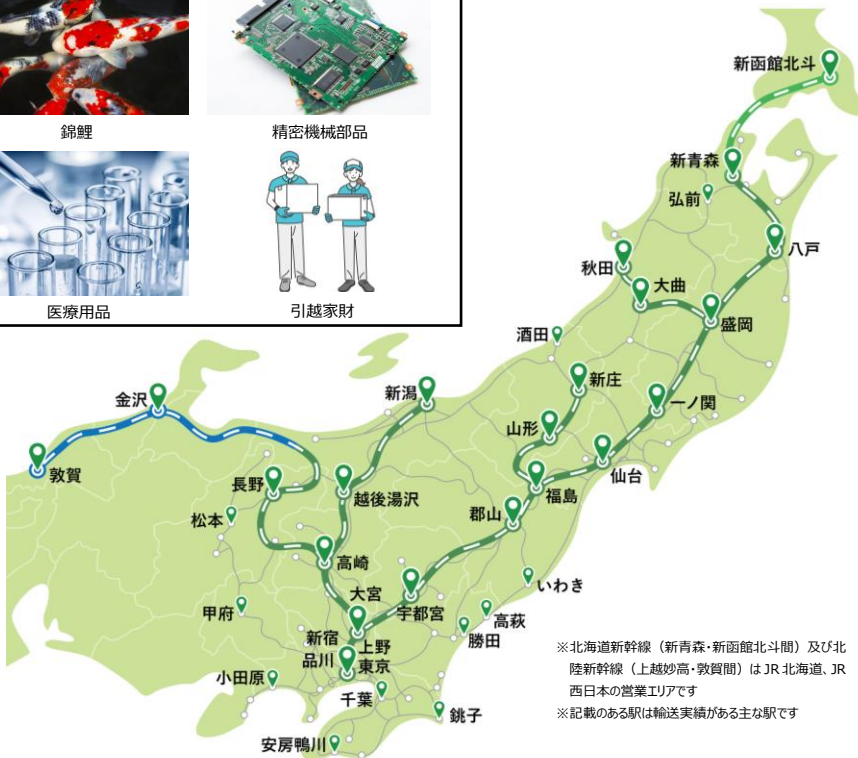 錦鯉
精密機械部品
医療用品
引越家財
新函館北斗
新青森
弘前
八戸
秋田
大曲
盛岡
酒田
新庄
一ノ関
金沢
新潟
山形
敦賀
仙台
長野
越後湯沢
福島
松本
郡山
高崎
いわき
大宮
宇都宮
甲府
高萩
勝田
新宿
上野
品川
東京
小田原
千葉
銚子
安房鴨川
※北海道新幹線（新青森・新函館北斗間）及び北
陸新幹線（上越妙高・敦賀間）はJR北海道、JR
西日本の営業エリアです
※記載のある駅は輸送実績がある主な駅です